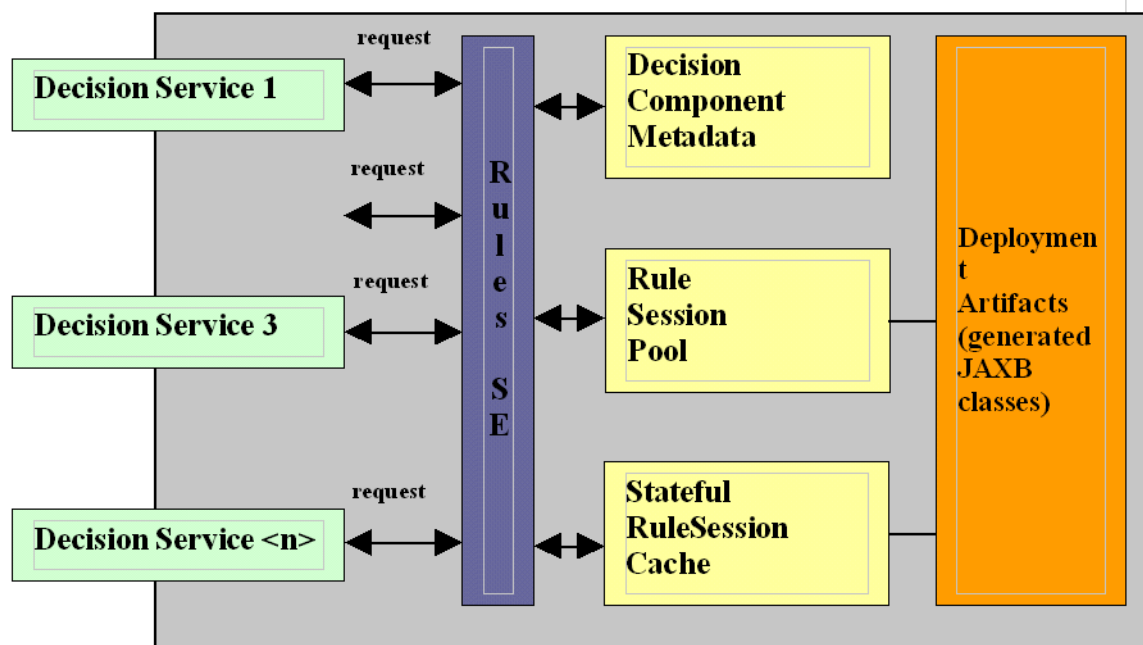 request
Decision Service 1
request
request
Decision Service 3
request
Decision Service <n>
R
u
l
e
s
S
E
Decision
Component
Metadata
Rule
Session
Pool
Stateful
RuleSession
Cache
Deploymen
t
Artifacts
(generated
JAXB
classes)